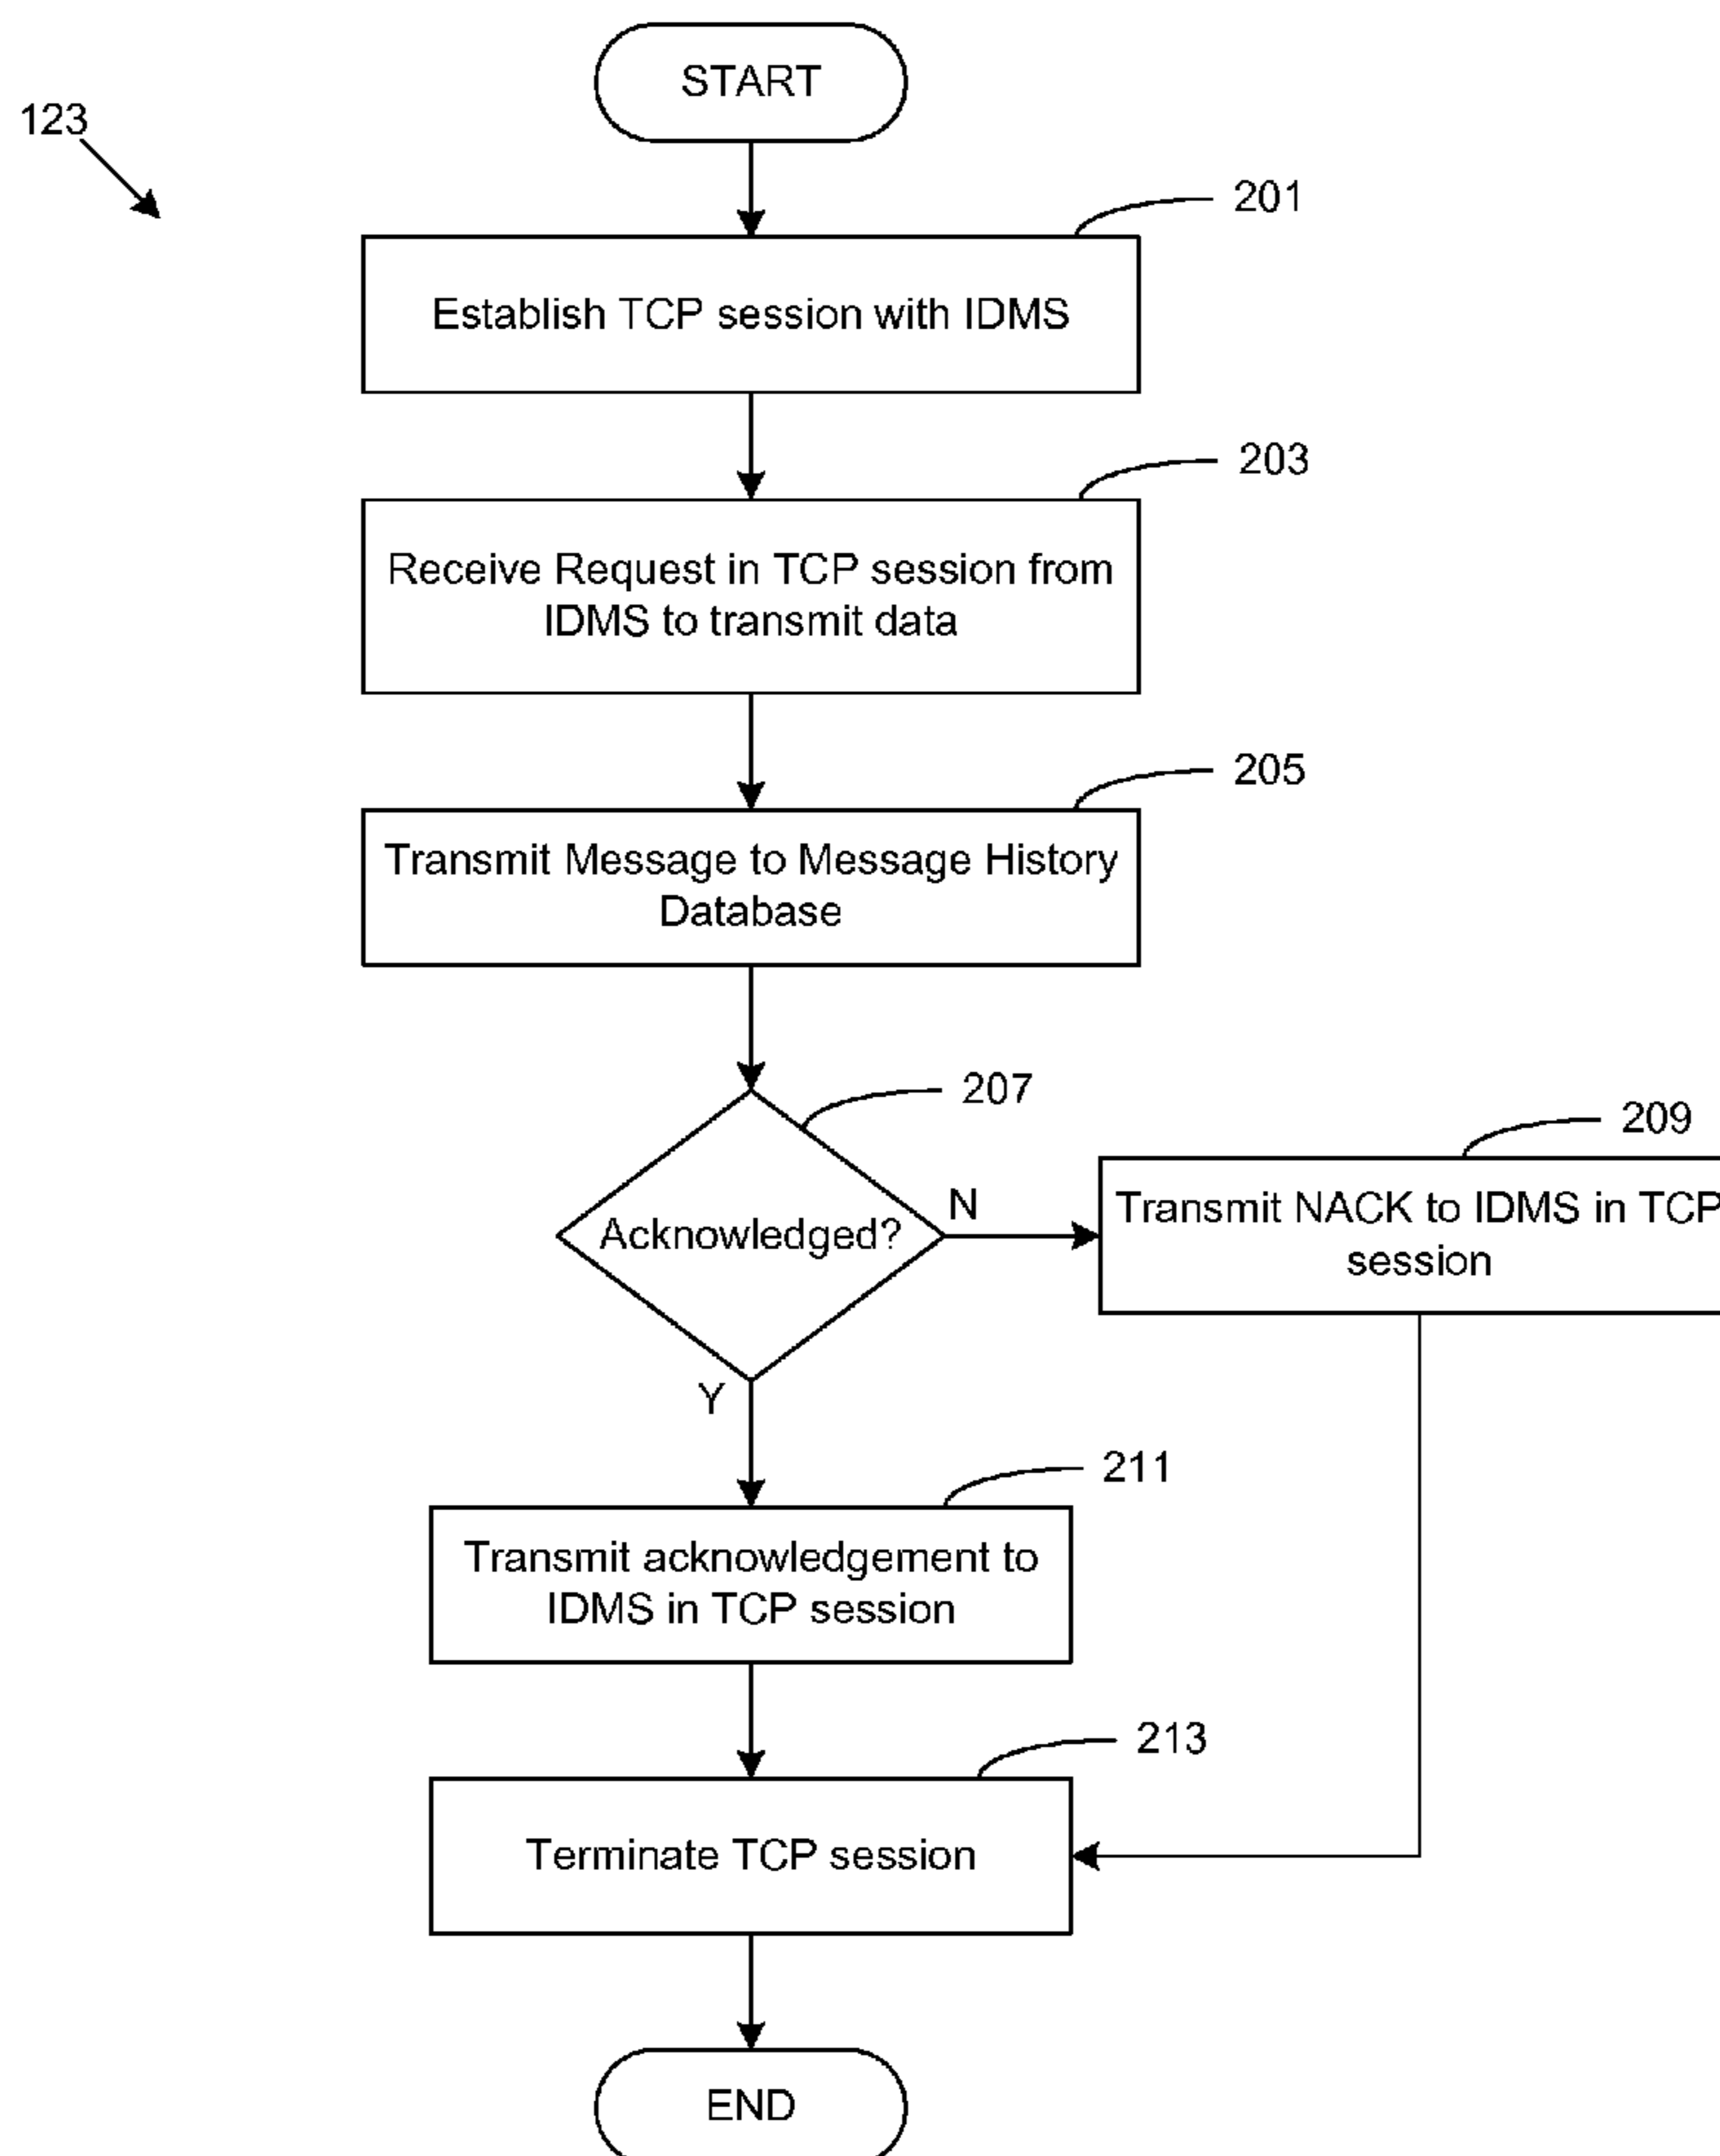 START
123
201
Establish TCP session with IDMS
203
Receive Request in TCP session from
IDMS to transmit data
205
Transmit Message to Message History
Database
207
209
Acknowledged?
N
Transmit NACK to IDMS in TCP
session
Y
211
Transmit acknowledgement to
IDMS in TCP session
213
Terminate TCP session
END